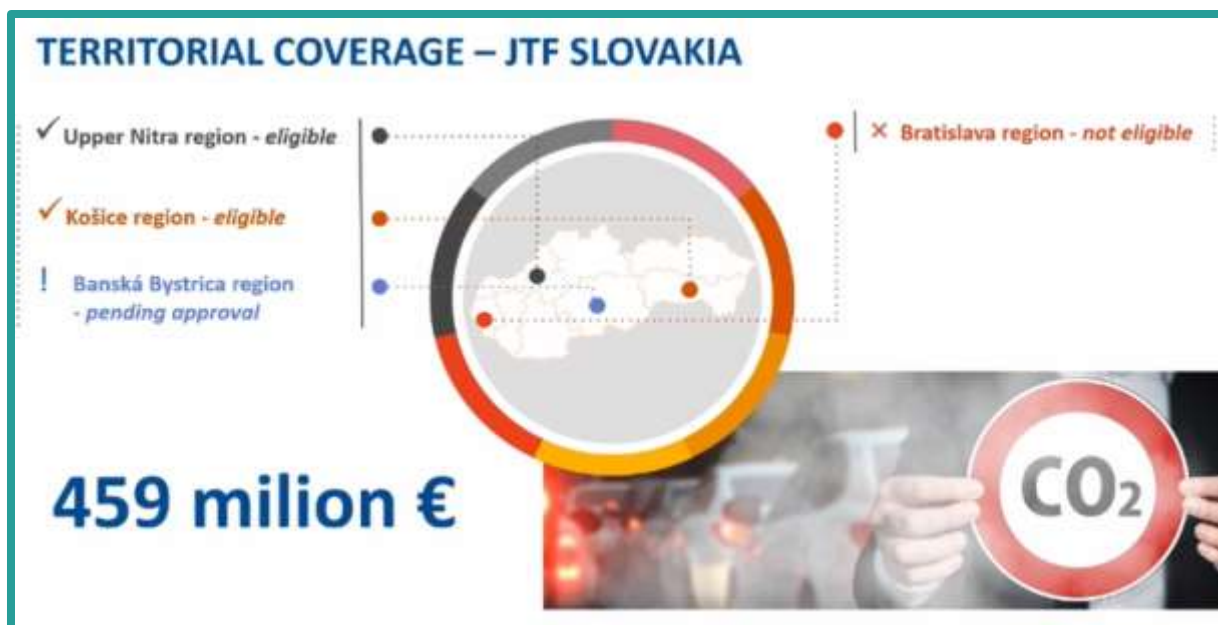 TERRITORIAL COVERAGE – JTF SLOVAKIA
✓ Upper Nitra region - eligible
✓ Košice region - eligible
! Banská Bystrica region
- pending approval
× Bratislava region - not eligible
459 milion €
CO₂